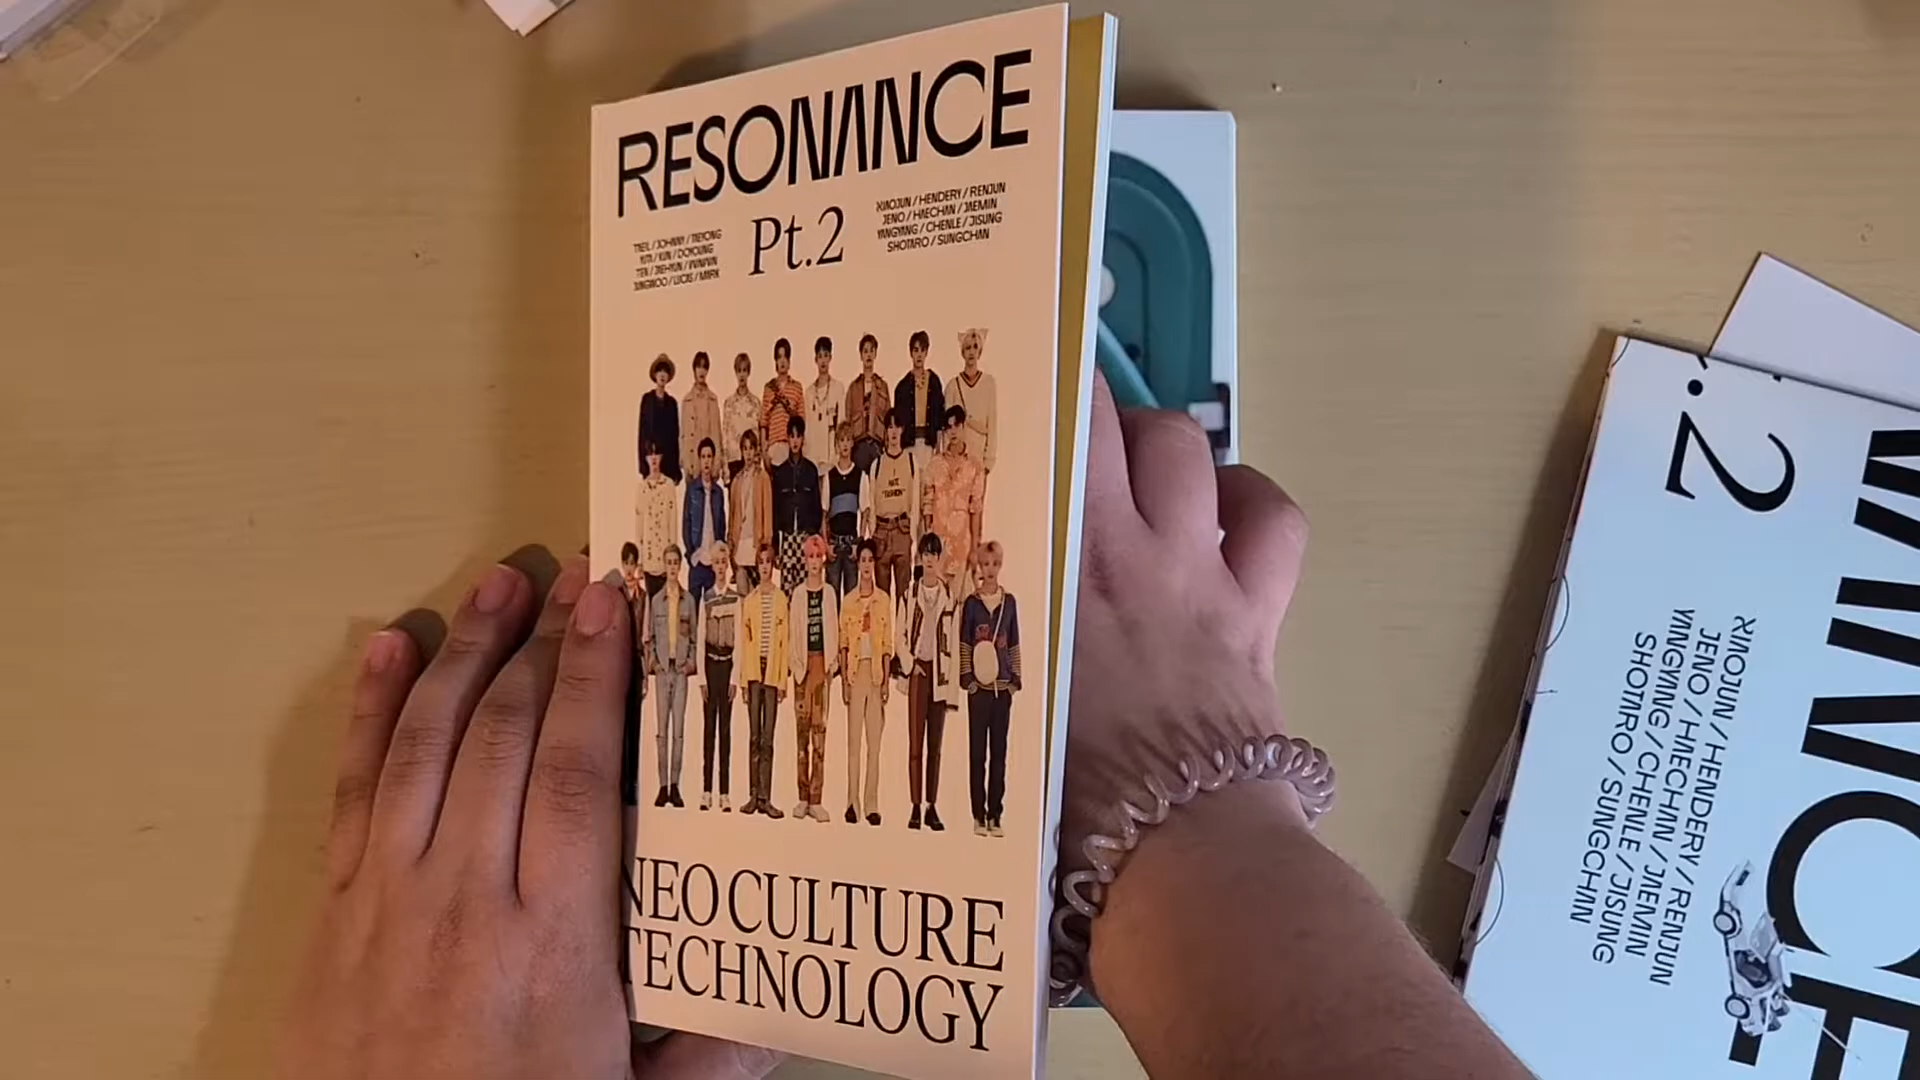 RESONANCE
Pt.2
TAEIL / JOHNNY / TAEYONG
YUTA / KUN / DOYOUNG
TEN / JAEHYUN / WINWIN
JUNGWOO / LUCAS / MARK
XIAOJUN / HENDERY / RENJUN
JENO / HAECHAN / JAEMIN
YANGYANG / CHENLE / JISUNG
SHOTARO / SUNGCHAN
NEO CULTURE
TECHNOLOGY
.2
XIAOJUN / HENDERY / RENJUN
JENO / HAECHAN / JAEMIN
YANGYANG / CHENLE / JISUNG
SHOTARO / SUNGCHAN
NANCE